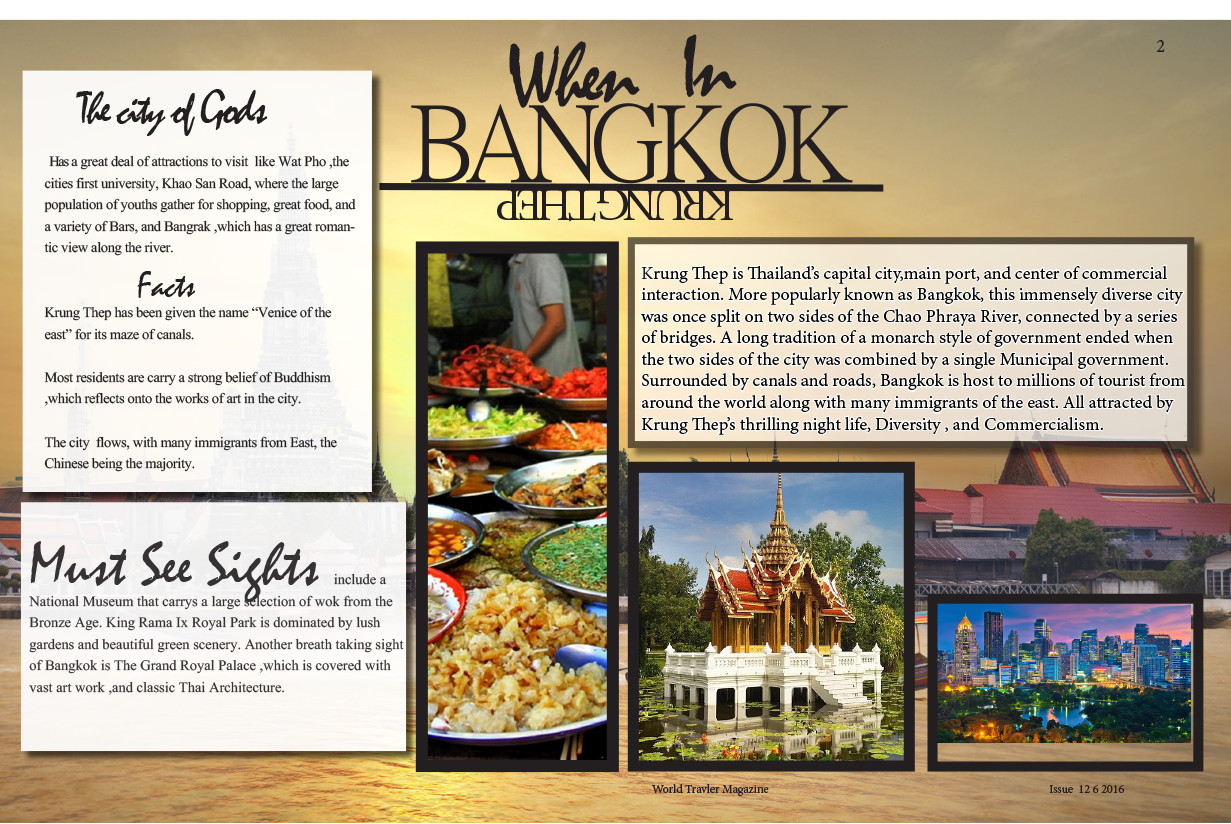 2
When In
BANGKOK
KRUNGTHEP
The city of Gods
Has a great deal of attractions to visit like Wat Pho ,the
cities first university, Khao San Road, where the large
population of youths gather for shopping, great food, and
a variety of Bars, and Bangrak ,which has a great roman-
tic view along the river.
Facts
Krung Thep has been given the name “Venice of the
east” for its maze of canals.
Most residents are carry a strong belief of Buddhism
,which reflects onto the works of art in the city.
The city flows, with many immigrants from East, the
Chinese being the majority.
Must See Sights include a
National Museum that carrys a large selection of wok from the
Bronze Age. King Rama Ix Royal Park is dominated by lush
gardens and beautiful green scenery. Another breath taking sight
of Bangkok is The Grand Royal Palace ,which is covered with
vast art work ,and classic Thai Architecture.
Krung Thep is Thailand’s capital city,main port, and center of commercial
interaction. More popularly known as Bangkok, this immensely diverse city
was once split on two sides of the Chao Phraya River, connected by a series
of bridges. A long tradition of a monarch style of government ended when
the two sides of the city was combined by a single Municipal government.
Surrounded by canals and roads, Bangkok is host to millions of tourist from
around the world along with many immigrants of the east. All attracted by
Krung Thep’s thrilling night life, Diversity , and Commercialism.
World Travler Magazine
Issue 12 6 2016